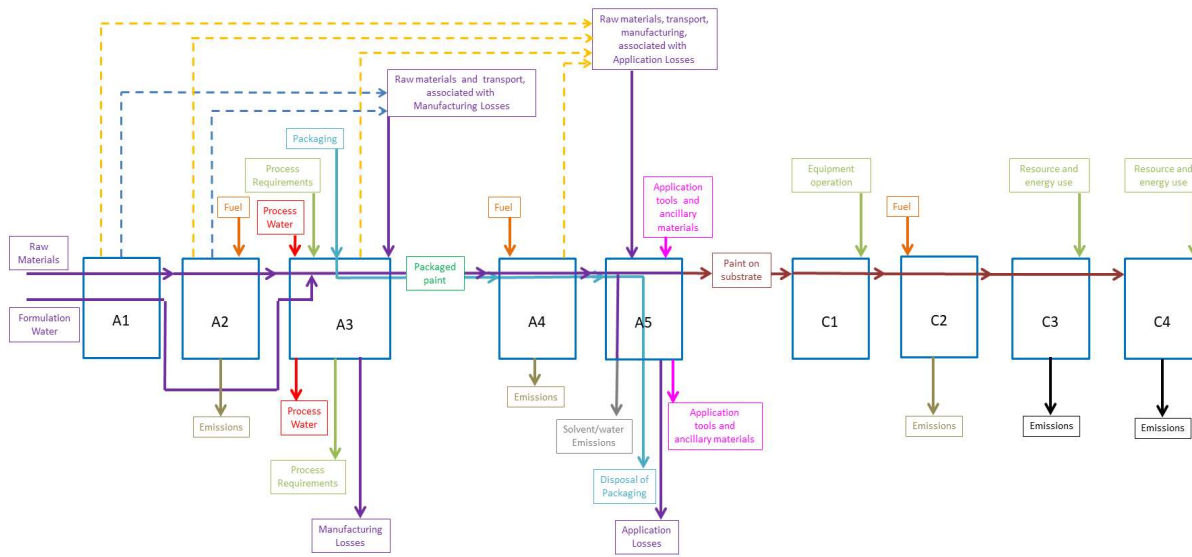 Raw materials, transport,
manufacturing,
associated with
Application Losses
Raw materials and transport,
associated with
Manufacturing Losses
Packaging
Process
Requirements
Equipment
operation
Resource and
energy use
Resource and
energy use
Application
tools and
ancillary
materials
Fuel
Process
Water
Fuel
Fuel
Raw
Materials
Packaged
paint
Paint on
substrate
Formulation
Water
A1
A2
A3
A4
A5
C1
C2
C3
C4
Emissions
Process
Water
Emissions
Solvent/water
Emissions
Application
tools and
ancillary materials
Emissions
Emissions
Emissions
Process
Requirements
Disposal of
Packaging
Manufacturing
Losses
Application
Losses